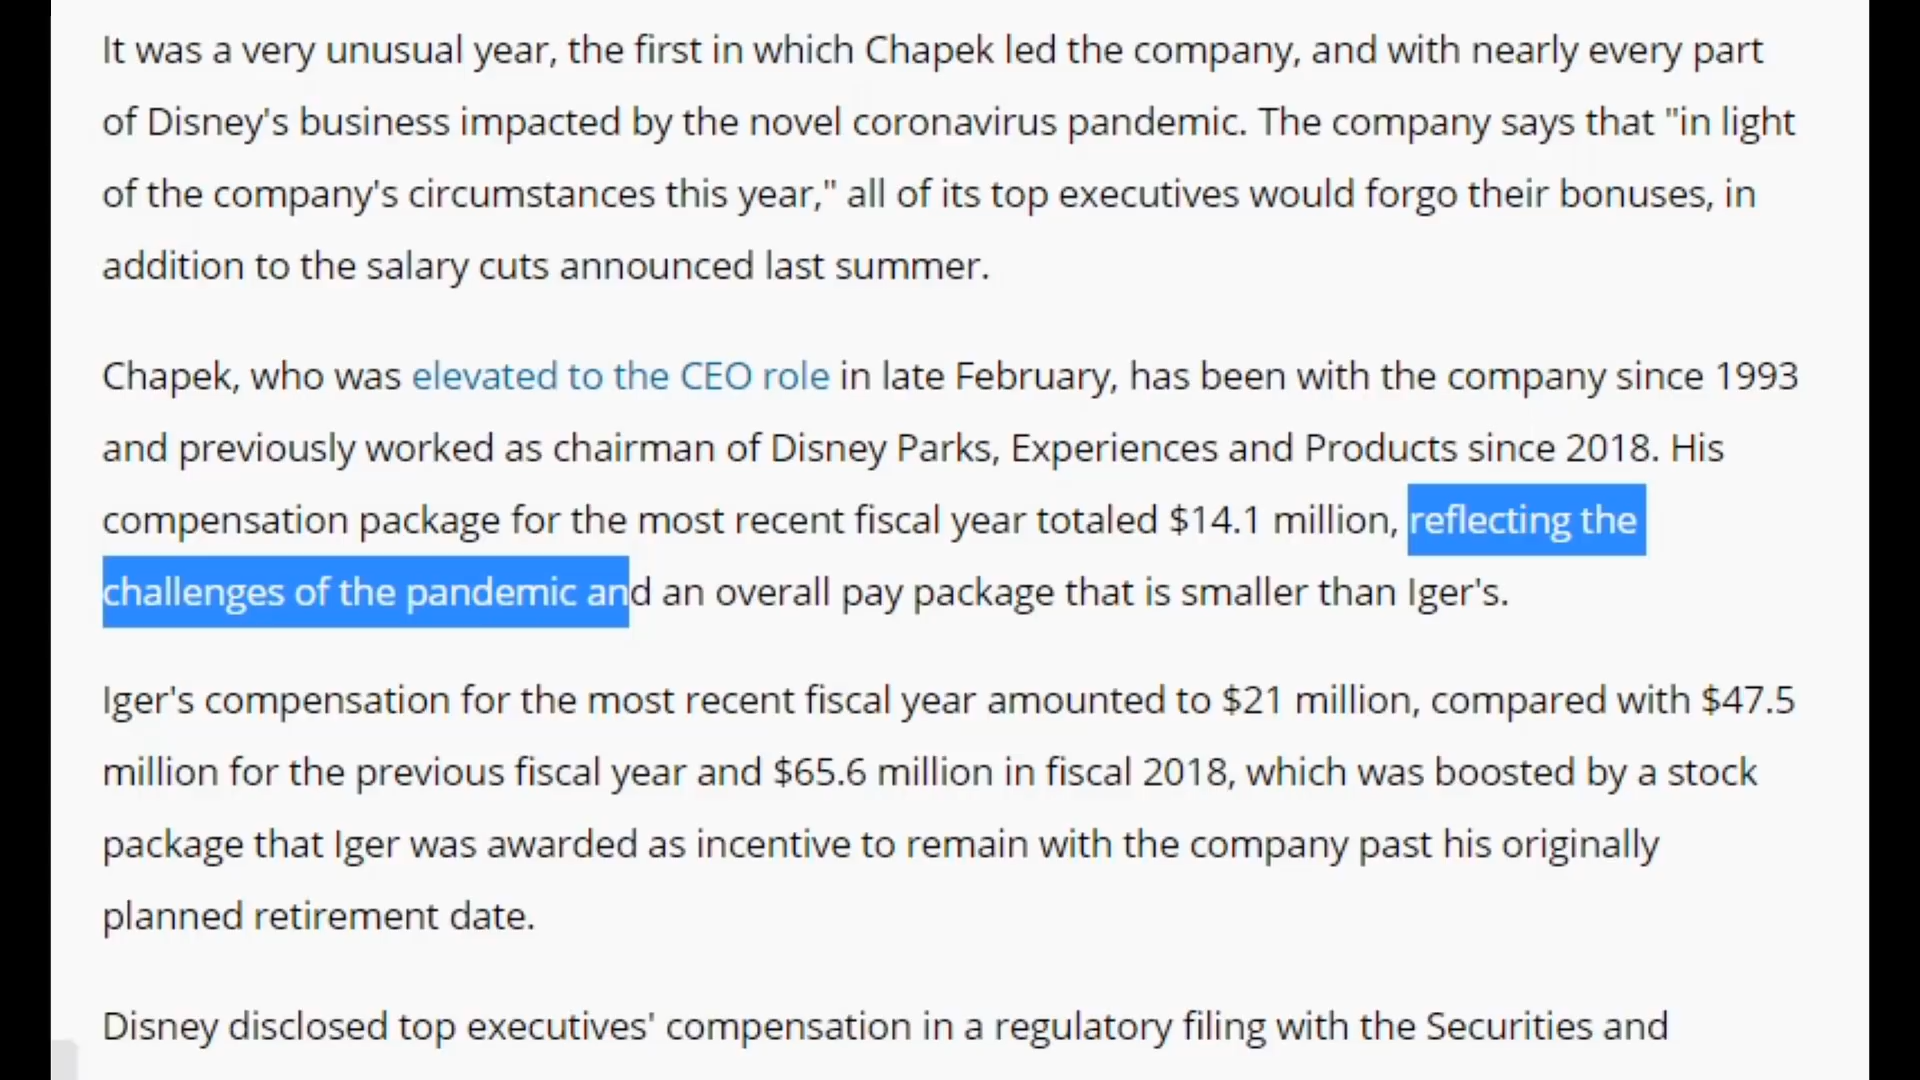 It was a very unusual year, the first in which Chapek led the company, and with nearly every part
of Disney's business impacted by the novel coronavirus pandemic. The company says that "in light
of the company's circumstances this year," all of its top executives would forgo their bonuses, in
addition to the salary cuts announced last summer.
Chapek, who was elevated to the CEO role in late February, has been with the company since 1993
and previously worked as chairman of Disney Parks, Experiences and Products since 2018. His
compensation package for the most recent fiscal year totaled $14.1 million, reflecting the
challenges of the pandemic and an overall pay package that is smaller than Iger's.
Iger's compensation for the most recent fiscal year amounted to $21 million, compared with $47.5
million for the previous fiscal year and $65.6 million in fiscal 2018, which was boosted by a stock
package that Iger was awarded as incentive to remain with the company past his originally
planned retirement date.
Disney disclosed top executives' compensation in a regulatory filing with the Securities and